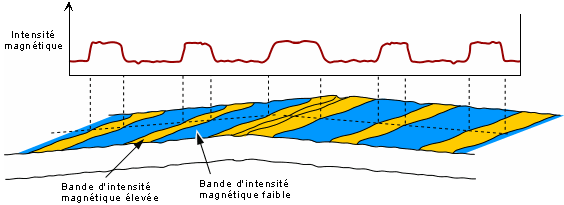 Intensité
magnétique
Bande d'intensité
magnétique élevée
Bande d'intensité
magnétique faible